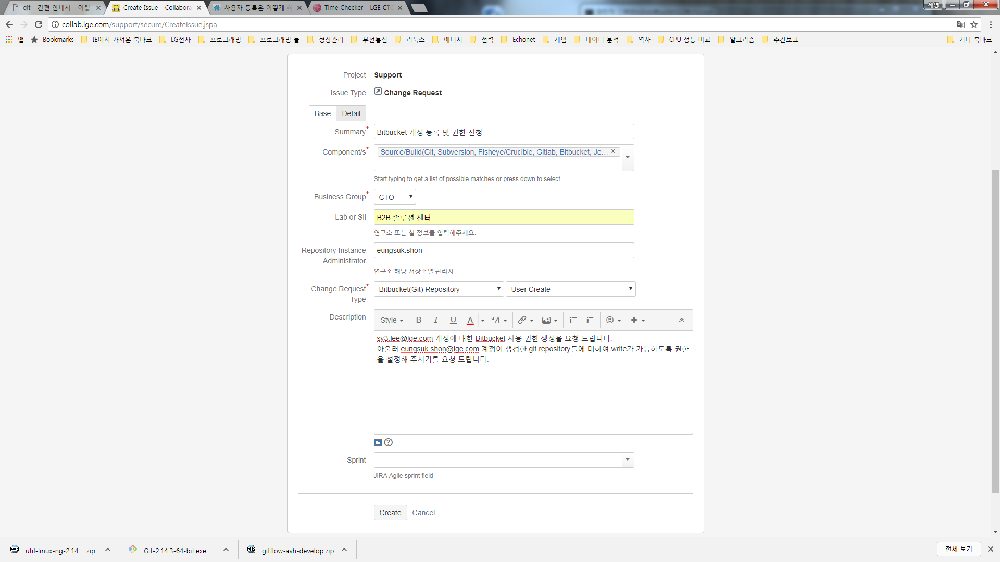 git - 간편 안내서 - 어렵
Create Issue - Collabora
사용자 등록은 어떻게 하
Time Checker - LGE CTO
세영
collab.lge.com/support/secure/CreateIssue.jspa
앱 Bookmarks IE에서 가져온 북마크 LG전자 프로그래밍 프로그래밍 툴 형상관리 무선통신 리눅스 에너지 전력 Echonet 게임 데이터 분석 역사 CPU 성능 비교 알고리즘 주간보고 기타 북마크
Project Support
Issue Type Change Request
Base Detail
Summary* Bitbucket 계정 등록 및 권한 신청
Component/s* Source/Build(Git, Subversion, Fisheye/Crucible, Gitlab, Bitbucket, Je... ×
Start typing to get a list of possible matches or press down to select.
Business Group* CTO
Lab or Sil B2B 솔루션 센터
연구소 또는 실 정보를 입력해주세요.
Repository Instance Administrator eungsuk.shon
연구소 해당 저장소별 관리자
Change Request Type* Bitbucket(Git) Repository User Create
Description Style B I U A ªA
sy3.lee@lge.com 계정에 대한 Bitbucket 사용 권한 생성을 요청 드립니다.
아울러 eungsuk.shon@lge.com 계정이 생성한 git repository들에 대하여 write가 가능하도록 권한
을 설정해 주시기를 요청 드립니다.
Sprint
JIRA Agile sprint field
Create Cancel
ZIP util-linux-ng-2.14.....zip
Git-2.14.3-64-bit.exe
ZIP gitflow-avh-develop.zip
전체 보기